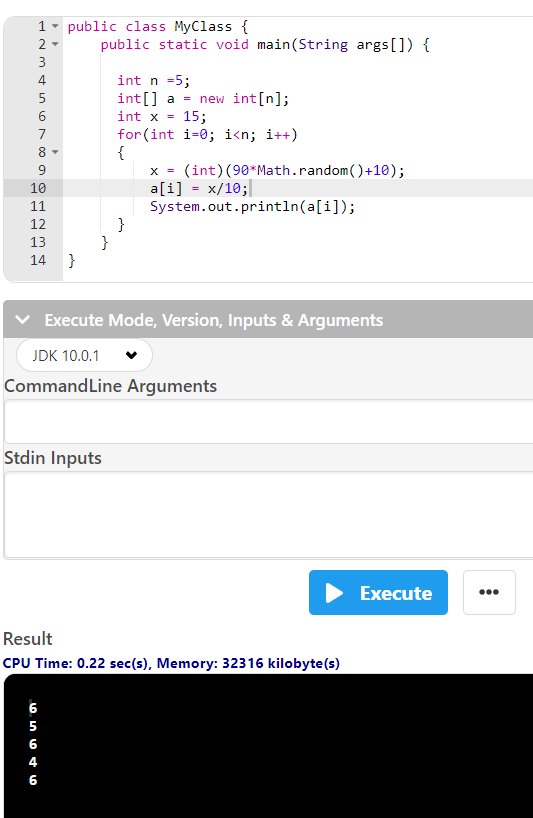 1 public class MyClass {
2 public static void main(String args[]) {
3
4 int n =5;
5 int[] a = new int[n];
6 int x = 15;
7 for(int i=0; i<n; i++)
8 {
9 x = (int)(90*Math.random()+10);
10 a[i] = x/10;
11 System.out.println(a[i]);
12 }
13 }
14 }
Execute Mode, Version, Inputs & Arguments
JDK 10.0.1
CommandLine Arguments
Stdin Inputs
Execute
•••
Result
CPU Time: 0.22 sec(s), Memory: 32316 kilobyte(s)
6
5
6
4
6